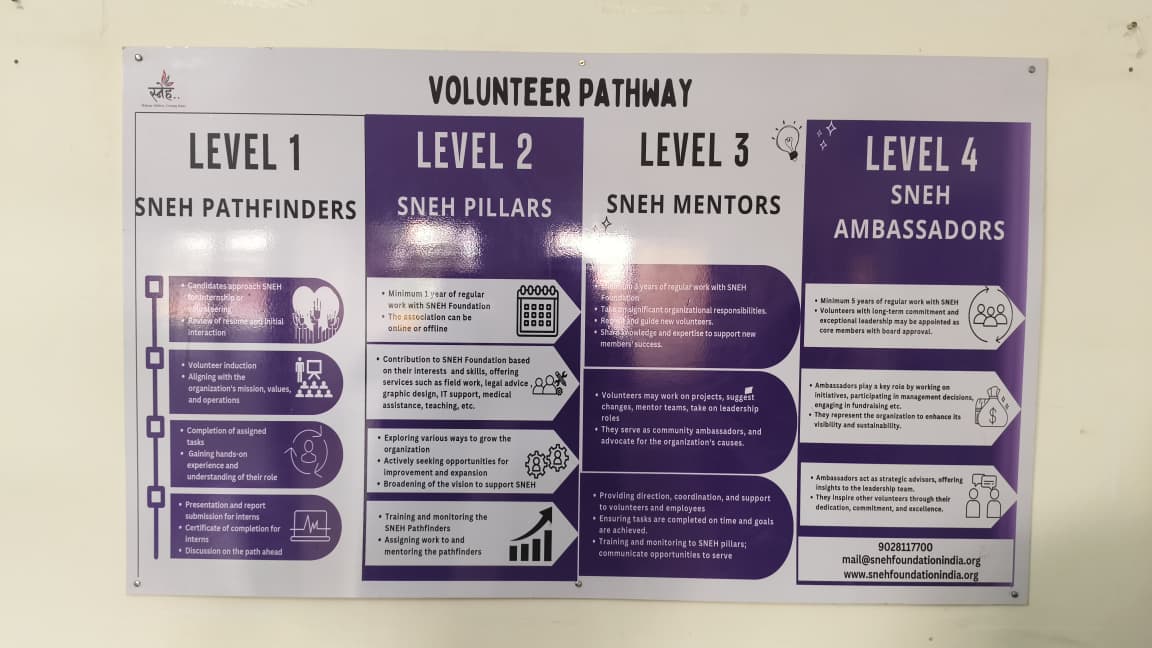 स्नेह..
VOLUNTEER PATHWAY
LEVEL 1
SNEH PATHFINDERS
• Candidates approach SNEH
for internship or
volunteering
• Review of resume and initial
interaction
• Volunteer induction
• Aligning with the
organization's mission, values,
and operations
• Completion of assigned
tasks
• Gaining hands-on
experience and
understanding of their role
• Presentation and report
submission for interns
• Certificate of completion for
interns
• Discussion on the path ahead
LEVEL 2
SNEH PILLARS
• Minimum 1 year of regular
work with SNEH Foundation
• The association can be
online or offline
• Contribution to SNEH Foundation based
on their interests and skills, offering
services such as field work, legal advice,
graphic design, IT support, medical
assistance, teaching, etc.
• Exploring various ways to grow the
organization
• Actively seeking opportunities for
improvement and expansion
• Broadening of the vision to support SNEH
• Training and monitoring the
SNEH Pathfinders
• Assigning work to and
mentoring the pathfinders
LEVEL 3
SNEH MENTORS
• Minimum 3 years of regular work with SNEH
Foundation
• Take on significant organizational responsibilities.
• Recruit and guide new volunteers.
• Share knowledge and expertise to support new
members' success.
• Volunteers may work on projects, suggest
changes, mentor teams, take on leadership
roles
• They serve as community ambassadors, and
advocate for the organization's causes.
• Providing direction, coordination, and support
to volunteers and employees
• Ensuring tasks are completed on time and goals
are achieved.
• Training and monitoring to SNEH pillars;
communicate opportunities to serve
LEVEL 4
SNEH
AMBASSADORS
• Minimum 5 years of regular work with SNEH
• Volunteers with long-term commitment and
exceptional leadership may be appointed as
core members with board approval.
• Ambassadors play a key role by working on
initiatives, participating in management decisions,
engaging in fundraising etc.
• They represent the organization to enhance its
visibility and sustainability.
• Ambassadors act as strategic advisors, offering
insights to the leadership team.
• They inspire other volunteers through their
dedication, commitment, and excellence.
9028117700
mail@snehfoundationindia.org
www.snehfoundationindia.org